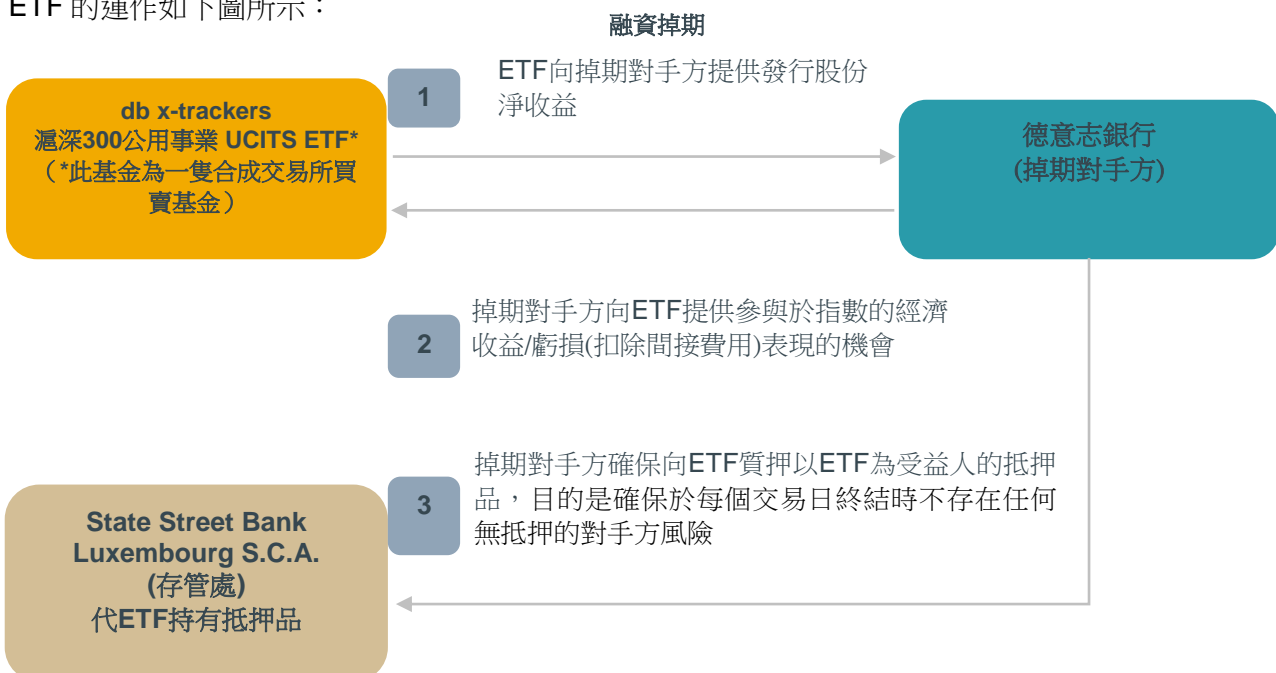 ETF 的運作如下圖所示：
融資掉期
1
ETF向掉期對手方提供發行股份
淨收益
db x-trackers
滬深300公用事業 UCITS ETF*
（*此基金為一隻合成交易所買
賣基金）
德意志銀行
(掉期對手方)
2
掉期對手方向ETF提供參與於指數的經濟
收益/虧損(扣除間接費用)表現的機會
3
掉期對手方確保向ETF質押以ETF為受益人的抵押
品，目的是確保於每個交易日終結時不存在任何
無抵押的對手方風險
State Street Bank
Luxembourg S.C.A.
(存管處)
代ETF持有抵押品